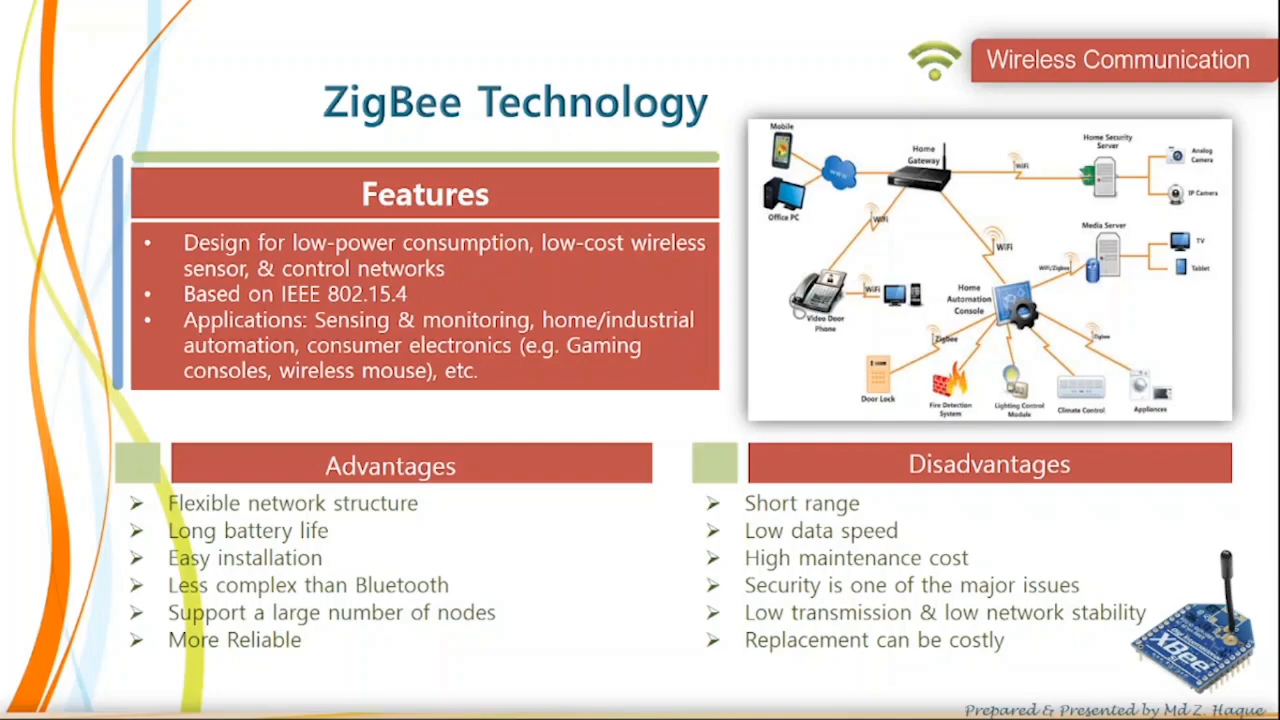 Wireless Communication
ZigBee Technology
Features
• Design for low-power consumption, low-cost wireless
sensor, & control networks
• Based on IEEE 802.15.4
• Applications: Sensing & monitoring, home/industrial
automation, consumer electronics (e.g. Gaming
consoles, wireless mouse), etc.
Mobile
Office PC
www
Home
Gateway
WiFi
Home Security
Server
Analog
Camera
IP Camera
WiFi
WiFi
Media Server
TV
Tablet
WiFi/Zigbee
Video Door
Phone
WiFi
Home
Automation
Console
ZigBee
Zigbee
Door Lock
Fire Detection
System
Lighting Control
Module
Climate Control
Appliances
Advantages
➢ Flexible network structure
➢ Long battery life
➢ Easy installation
➢ Less complex than Bluetooth
➢ Support a large number of nodes
➢ More Reliable
Disadvantages
➢ Short range
➢ Low data speed
➢ High maintenance cost
➢ Security is one of the major issues
➢ Low transmission & low network stability
➢ Replacement can be costly
XBee
Prepared & Presented by Md Z. Haque